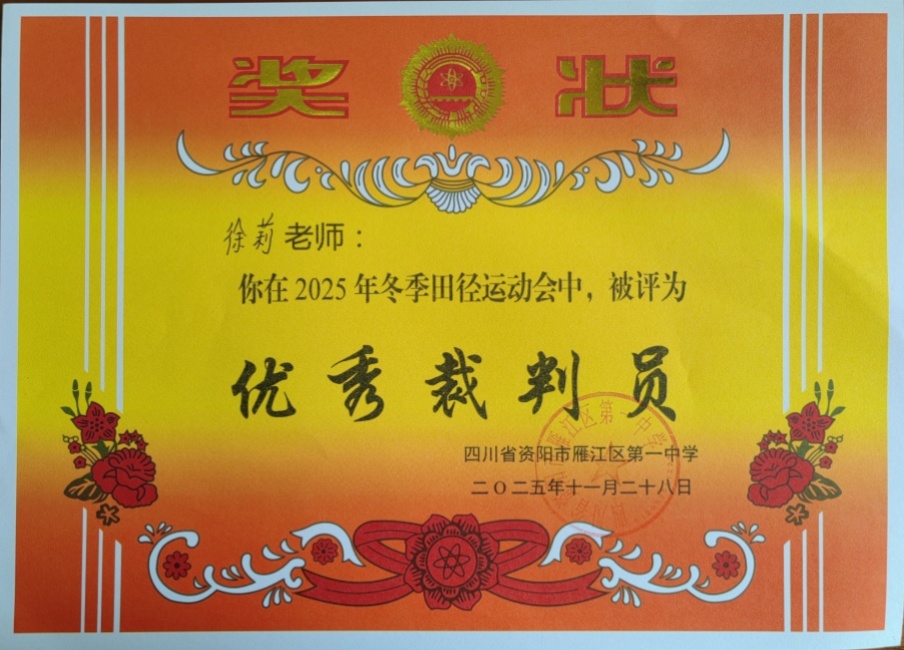 奖状
徐莉老师：
你在2025年冬季田径运动会中，被评为
优秀裁判员
四川省资阳市雁江区第一中学
二〇二五年十一月二十八日